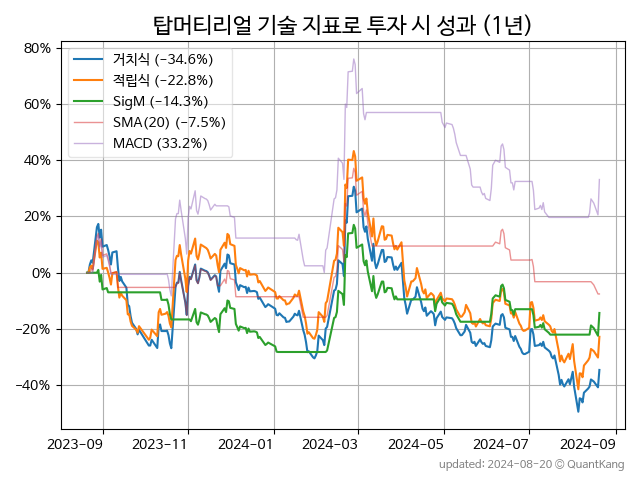 탑머티리얼 기술 지표로 투자 시 성과 (1년)
80%
60%
40%
20%
0%
−20%
−40%
거치식 (−34.6%)
적립식 (−22.8%)
SigM (−14.3%)
SMA(20) (−7.5%)
MACD (33.2%)
2023-09 2023-11 2024-01 2024-03 2024-05 2024-07 2024-09
updated: 2024-08-20 © QuantKang